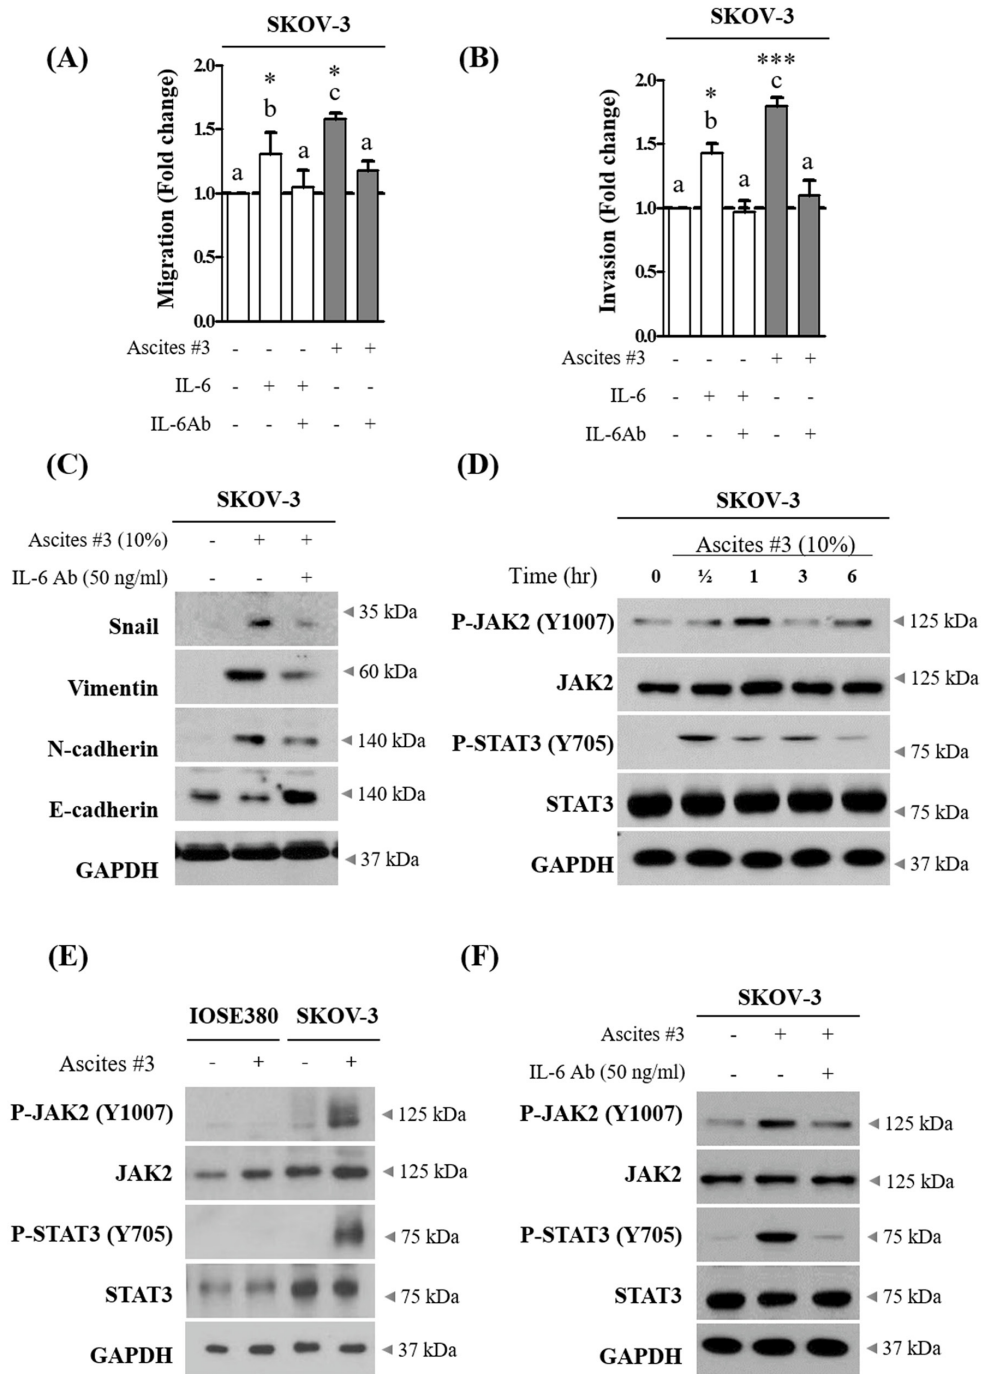 SKOV-3
(A)
Migration (Fold change)
2.0
1.5
1.0
0.5
0.0
* *
a b a c a
Ascites #3 - - - + +
IL-6 - + + - -
IL-6Ab - - + - +
SKOV-3
(B)
Invasion (Fold change)
2.0
1.5
1.0
0.5
0.0
* ***
a b a c a
Ascites #3 - - - + +
IL-6 - + + - -
IL-6Ab - - + - +
(C)
SKOV-3
Ascites #3 (10%) - + +
IL-6 Ab (50 ng/ml) - - +
Snail 35 kDa
Vimentin 60 kDa
N-cadherin 140 kDa
E-cadherin 140 kDa
GAPDH 37 kDa
(D)
SKOV-3
Ascites #3 (10%)
Time (hr) 0 ½ 1 3 6
P-JAK2 (Y1007) 125 kDa
JAK2 125 kDa
P-STAT3 (Y705) 75 kDa
STAT3 75 kDa
GAPDH 37 kDa
(E)
IOSE380 SKOV-3
Ascites #3 - + - +
P-JAK2 (Y1007) 125 kDa
JAK2 125 kDa
P-STAT3 (Y705) 75 kDa
STAT3 75 kDa
GAPDH 37 kDa
(F)
SKOV-3
Ascites #3 - + +
IL-6 Ab (50 ng/ml) - - +
P-JAK2 (Y1007) 125 kDa
JAK2 125 kDa
P-STAT3 (Y705) 75 kDa
STAT3 75 kDa
GAPDH 37 kDa